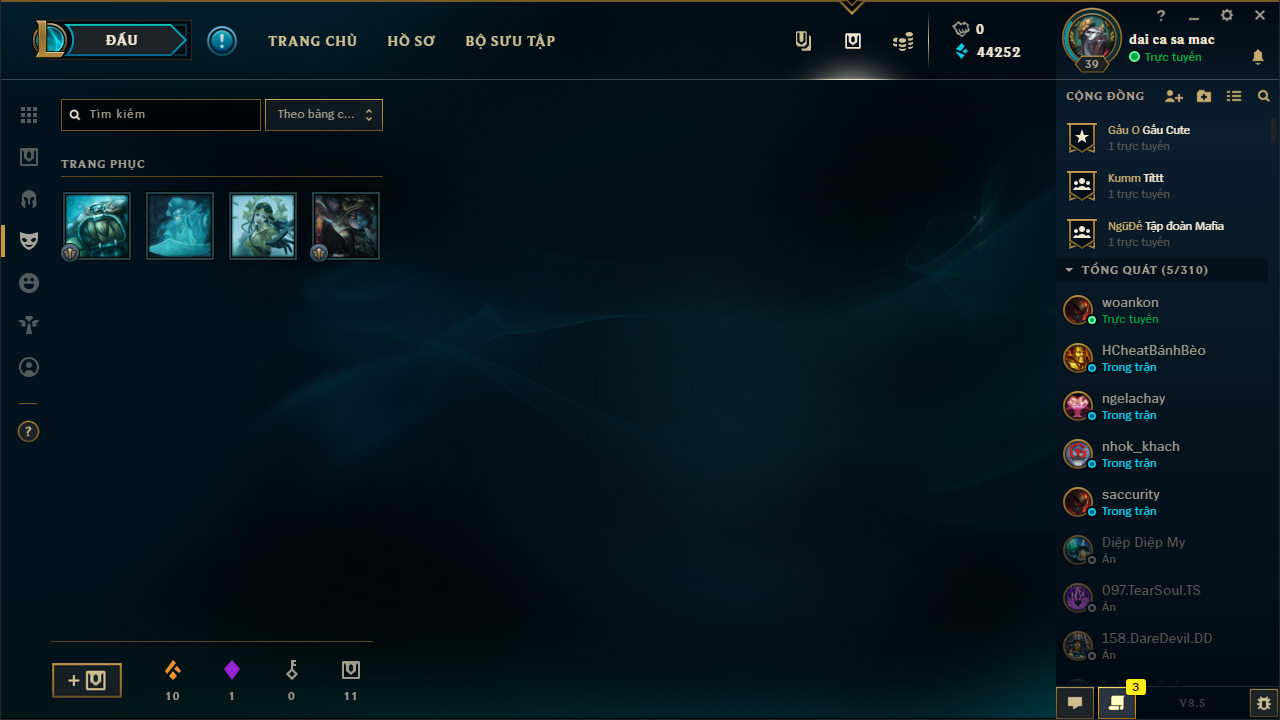 ĐẤU
TRANG CHỦ
HỒ SƠ
BỘ SƯU TẬP
0
44252
39
dai ca sa mac
Trực tuyến
Tìm kiếm
Theo bảng c...
TRANG PHỤC
10
1
0
11
CỘNG ĐỒNG
Gấu O Gấu Cute
1 trực tuyến
Kumm Títtt
1 trực tuyến
NgũĐế Tập đoàn Mafia
1 trực tuyến
TỔNG QUÁT (5/310)
woankon
Trực tuyến
HCheatBánhBèo
Trong trận
ngelachay
Trong trận
nhok_khach
Trong trận
saccurity
Trong trận
Diệp Diệp My
Ẩn
097.TearSoul.TS
Ẩn
158.DareDevil.DD
Ẩn
3
V8.5